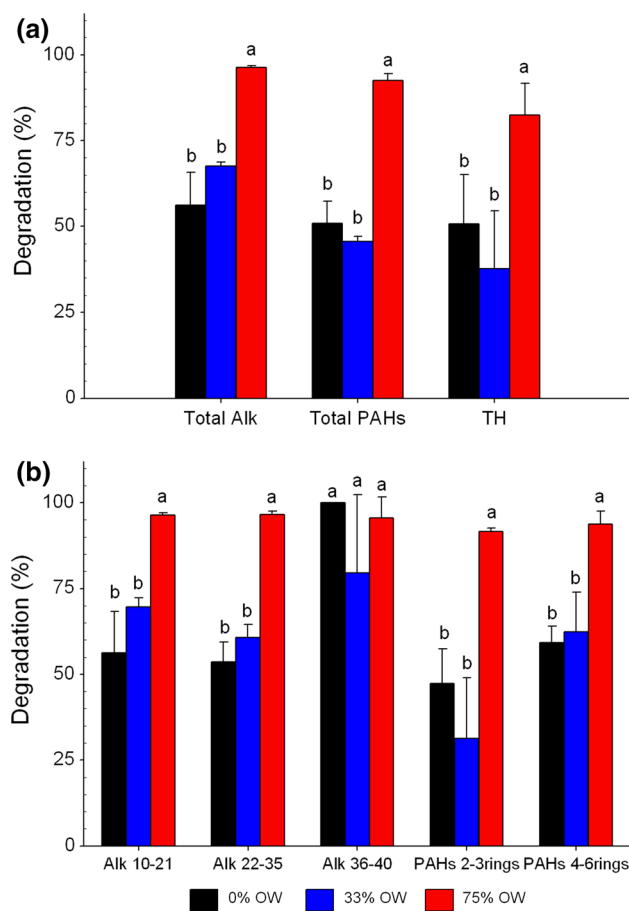 (a)
Degradation (%)
100
75
50
25
0
b b a
b b a
b b a
Total Alk Total PAHs TH
(b)
Degradation (%)
100
75
50
25
0
b b a
b b a
a a a
b b a
b b a
Alk 10-21 Alk 22-35 Alk 36-40 PAHs 2-3rings PAHs 4-6rings
0% OW 33% OW 75% OW